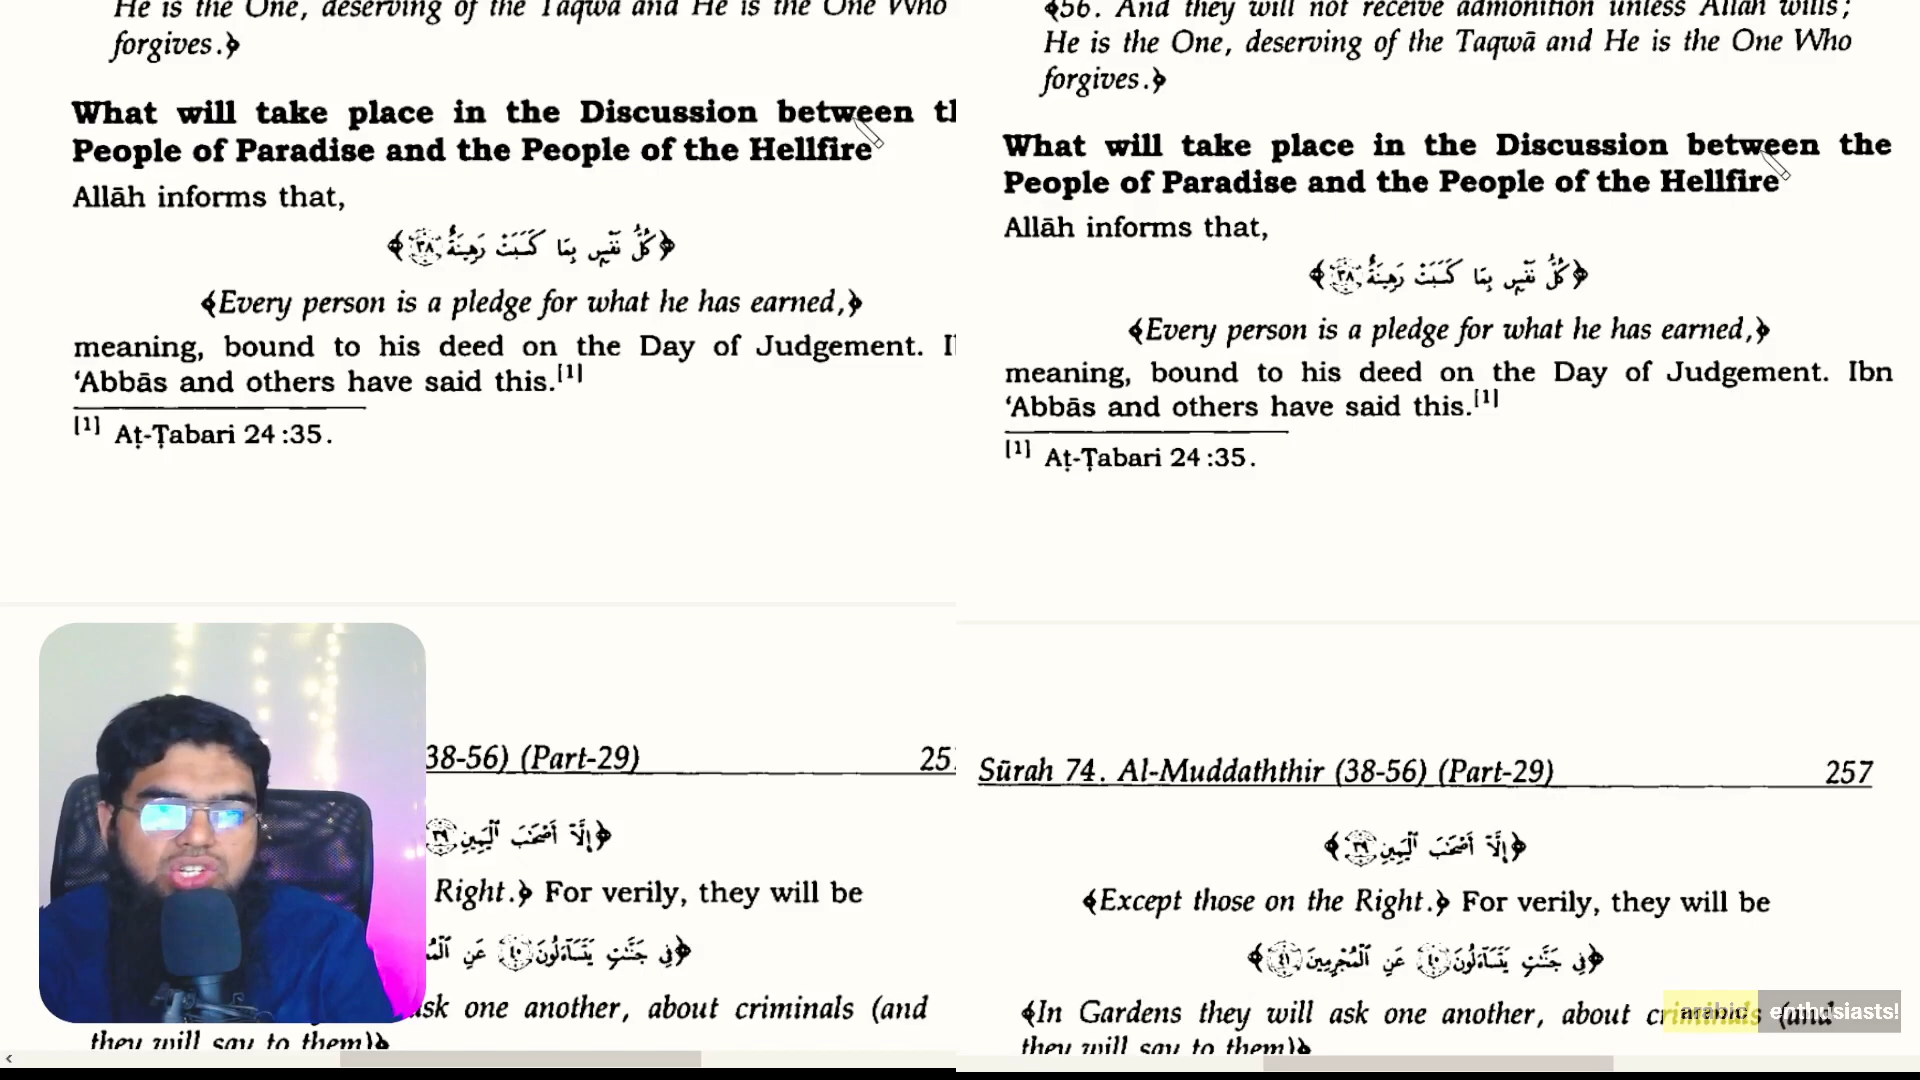 He is the One, deserving of the Taqwā and He is the One Who
forgives.﴿
What will take place in the Discussion between
People of Paradise and the People of the Hellfire
Allāh informs that,
﴿كُلُّ نَفْسٍ بِمَا كَسَبَتْ رَهِينَةٌ ٣٨﴾
﴾Every person is a pledge for what he has earned,﴿
meaning, bound to his deed on the Day of Judgement.
‘Abbās and others have said this.[1]
[1] Aṭ-Ṭabari 24:35.
38-56) (Part-29)
﴿إِلَّا أَصْحَٰبَ ٱلْيَمِينِ ٣٩
Right.﴿ For verily, they will be
﴿فِى جَنَّٰتٍ يَتَسَآءَلُونَ ٤٠ عَنِ
ask one another, about criminals (and
they will say to them)﴿
﴾56. And they will not receive admonition unless Allāh wills;
He is the One, deserving of the Taqwā and He is the One Who
forgives.﴿
What will take place in the Discussion between the
People of Paradise and the People of the Hellfire
Allāh informs that,
﴿كُلُّ نَفْسٍ بِمَا كَسَبَتْ رَهِينَةٌ ٣٨﴾
﴾Every person is a pledge for what he has earned,﴿
meaning, bound to his deed on the Day of Judgement. Ibn
‘Abbās and others have said this.[1]
[1] Aṭ-Ṭabari 24:35.
Sūrah 74. Al-Muddaththir (38-56) (Part-29) 257
﴿إِلَّا أَصْحَٰبَ ٱلْيَمِينِ ٣٩﴾
﴾Except those on the Right.﴿ For verily, they will be
﴿فِى جَنَّٰتٍ يَتَسَآءَلُونَ ٤٠ عَنِ ٱلْمُجْرِمِينَ ٤١﴾
﴾In Gardens they will ask one another, about criminals (and
they will say to them)﴿
arabic enthusiasts!